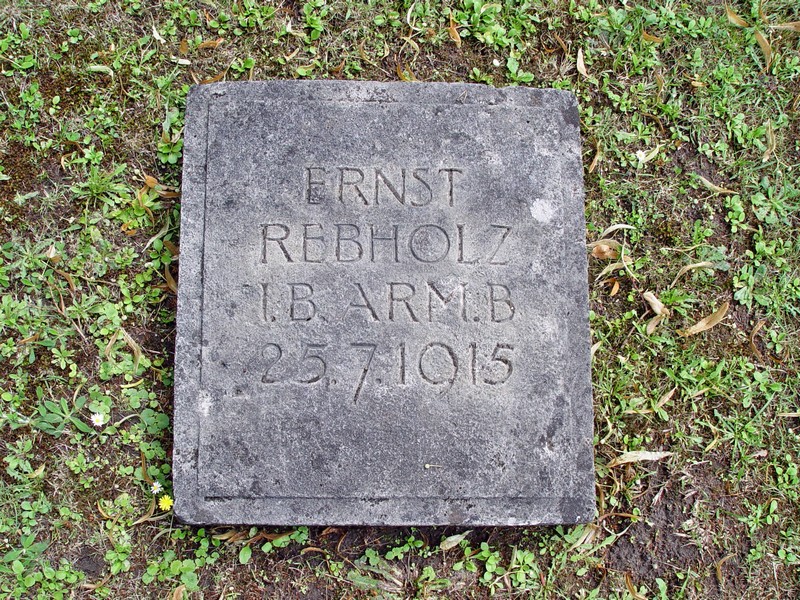 ERNST
REBHOLZ
I.B. ARM.B
25.7.1915